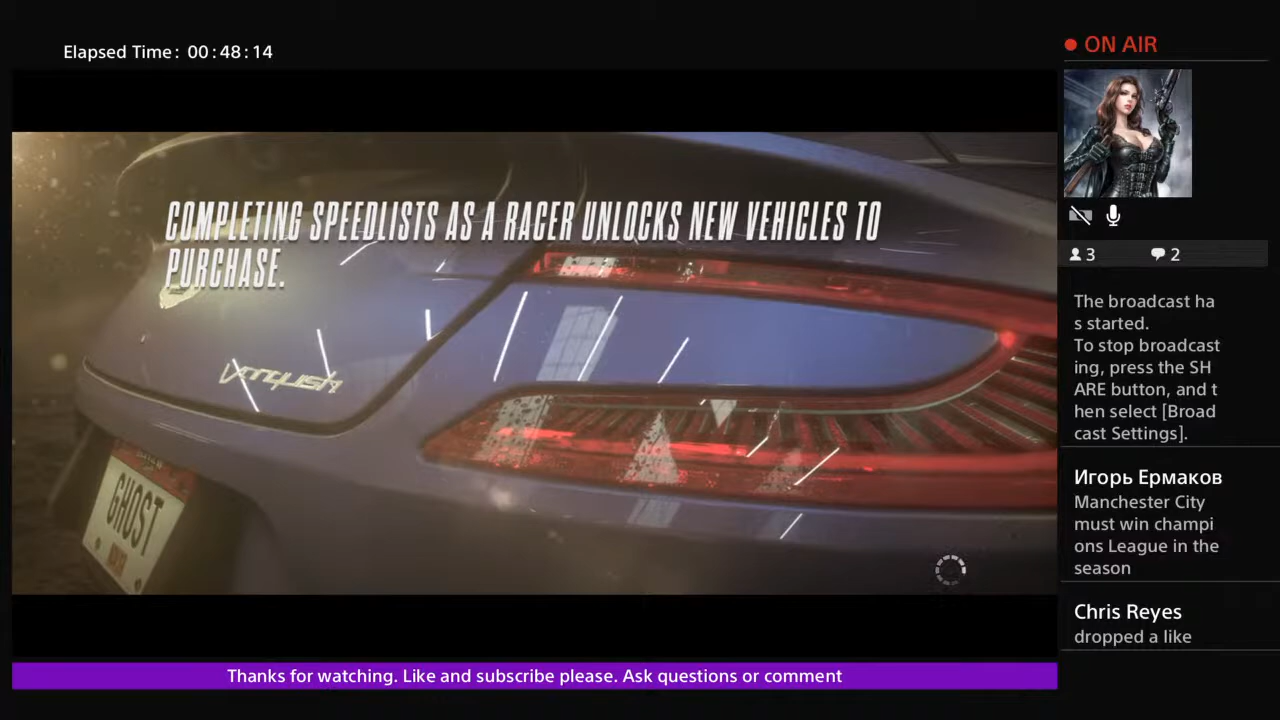 Elapsed Time: 00:48:14
ON AIR
COMPLETING SPEEDLISTS AS A RACER UNLOCKS NEW VEHICLES TO
PURCHASE.
Vanquish
GHOST
3
2
The broadcast ha
s started.
To stop broadcast
ing, press the SH
ARE button, and t
hen select [Broad
cast Settings].
Игорь Ермаков
Manchester City
must win champi
ons League in the
season
Chris Reyes
dropped a like
Thanks for watching. Like and subscribe please. Ask questions or comment